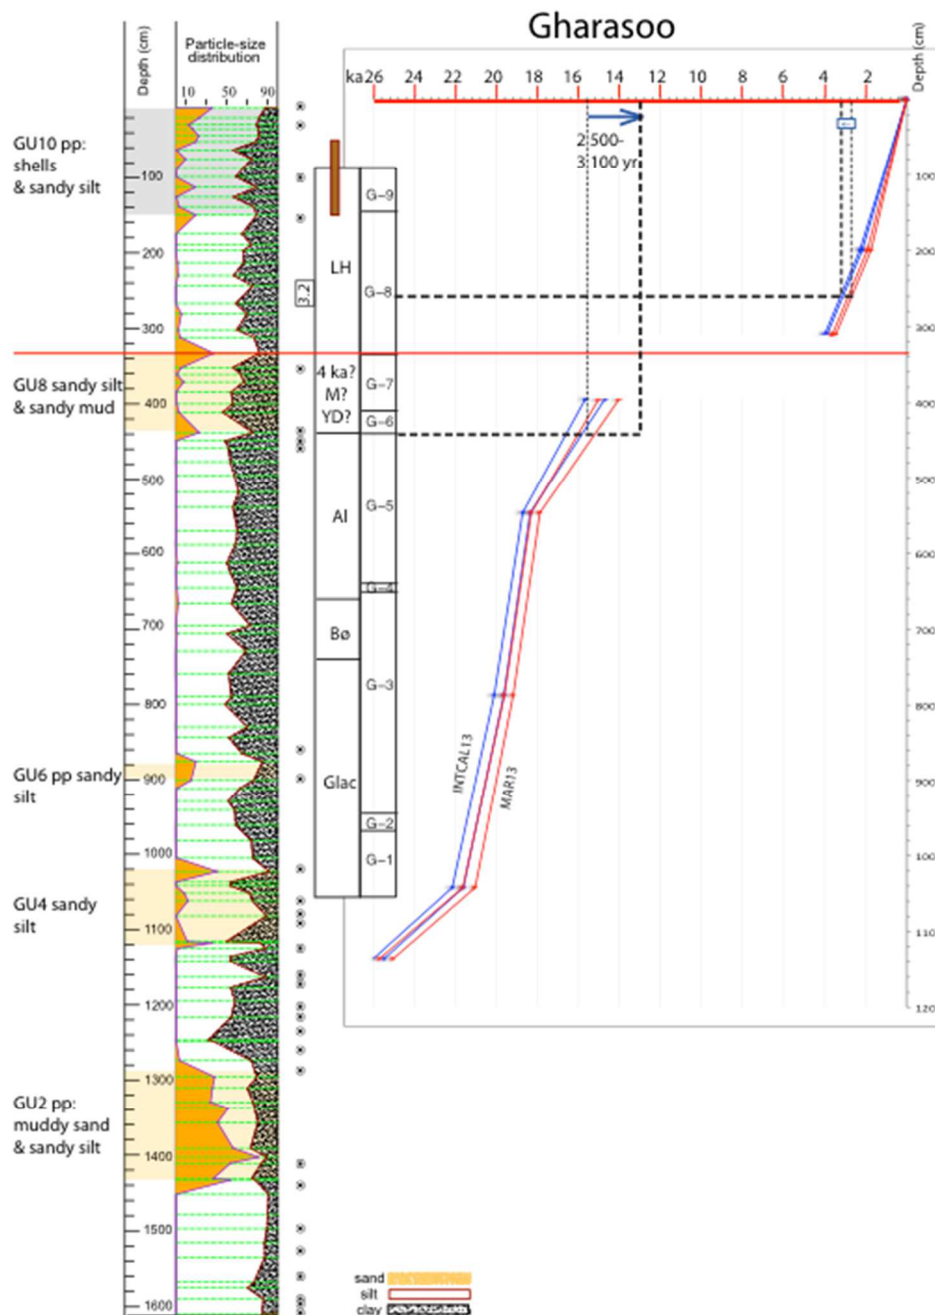 Gharasoo
Depth (cm)
Particle-size
distribution
10 50 90
ka 26 24 22 20 18 16 14 12 10 8 6 4 2
Depth (cm)
2 500-
3 100 yr
GU10 pp:
shells
& sandy silt
100
200
300
400
500
600
700
800
900
1000
1100
1200
1300
1400
1500
1600
3.2
LH
4 ka?
M?
YD?
Al
Bø
Glac
G-9
G-8
G-7
G-6
G-5
G-4
G-3
G-2
G-1
GU8 sandy silt
& sandy mud
GU6 pp sandy
silt
GU4 sandy
silt
GU2 pp:
muddy sand
& sandy silt
INTCAL13
MAR13
100
200
300
400
500
600
700
800
900
100
110
120
sand
silt
clay